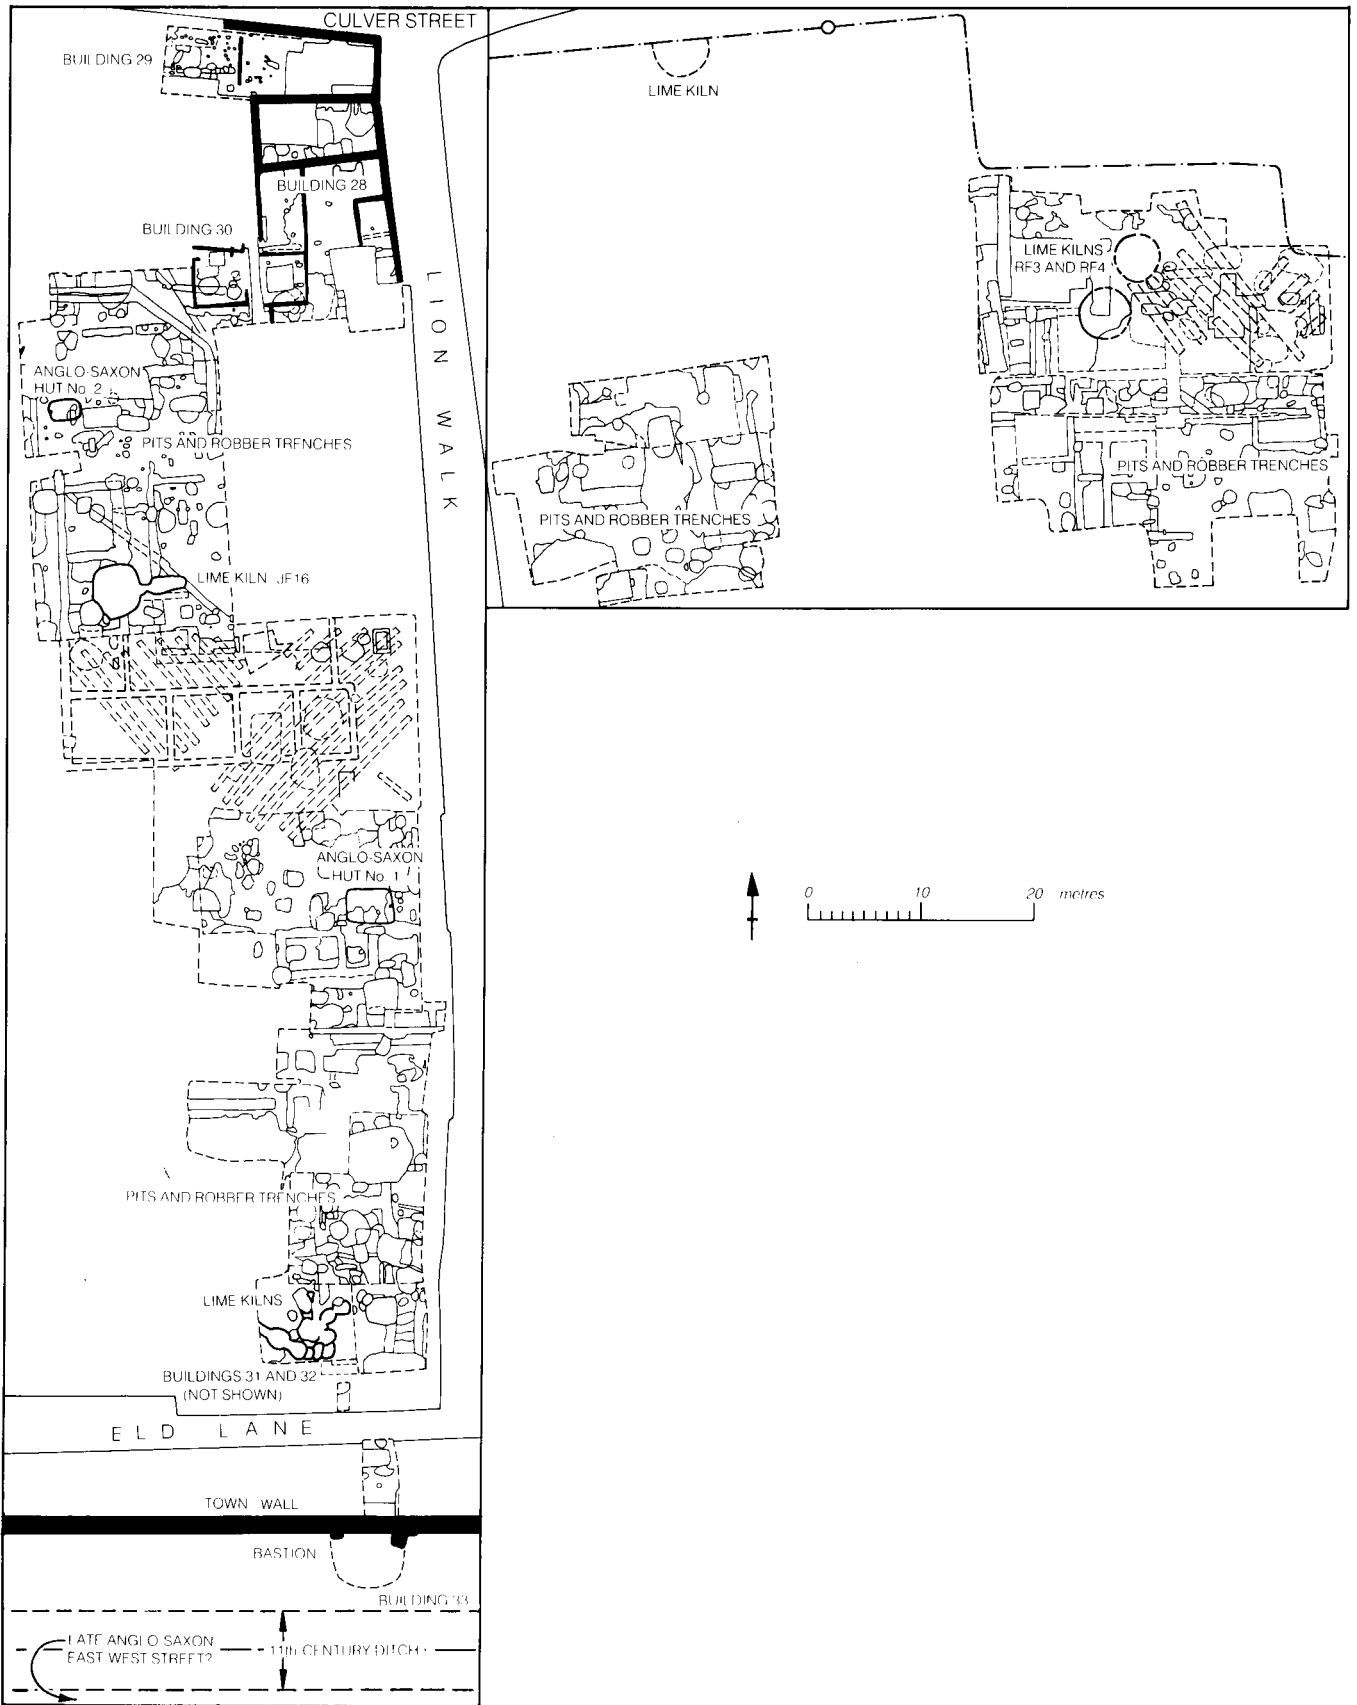 CULVER STREET
BUILDING 29
LIME KILN
BUILDING 28
BUILDING 30
LIME KILNS
RF3 AND RF4
LION WALK
ANGLO-SAXON
HUT No. 2
PITS AND ROBBER TRENCHES
PITS AND ROBBER TRENCHES
PITS AND ROBBER TRENCHES
LIME KILN JF16
ANGLO-SAXON
HUT No. 1
0 10 20 metres
PITS AND ROBBER TRENCHES
LIME KILNS
BUILDINGS 31 AND 32
(NOT SHOWN)
ELD LANE
TOWN WALL
BASTION
BUILDING 33
LATE ANGLO SAXON
EAST WEST STREET?
11th CENTURY DITCH